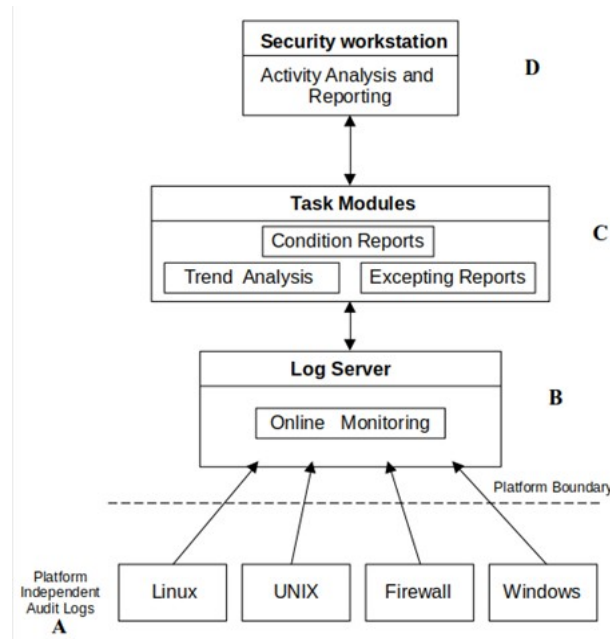 Security workstation
Activity Analysis and
Reporting
D
Task Modules
Condition Reports
Trend Analysis
Excepting Reports
C
Log Server
Online Monitoring
B
Platform Boundary
Platform
Independent
Audit Logs
A
Linux
UNIX
Firewall
Windows